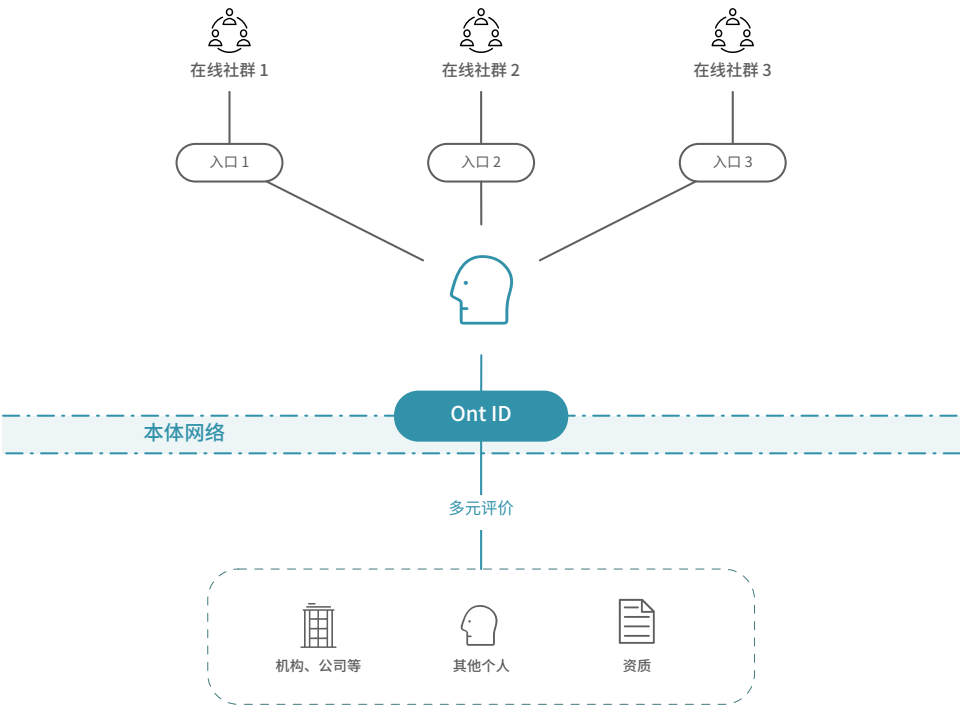 在线社群 1
在线社群 2
在线社群 3
入口 1
入口 2
入口 3
Ont ID
本体网络
多元评价
机构、公司等
其他个人
资质